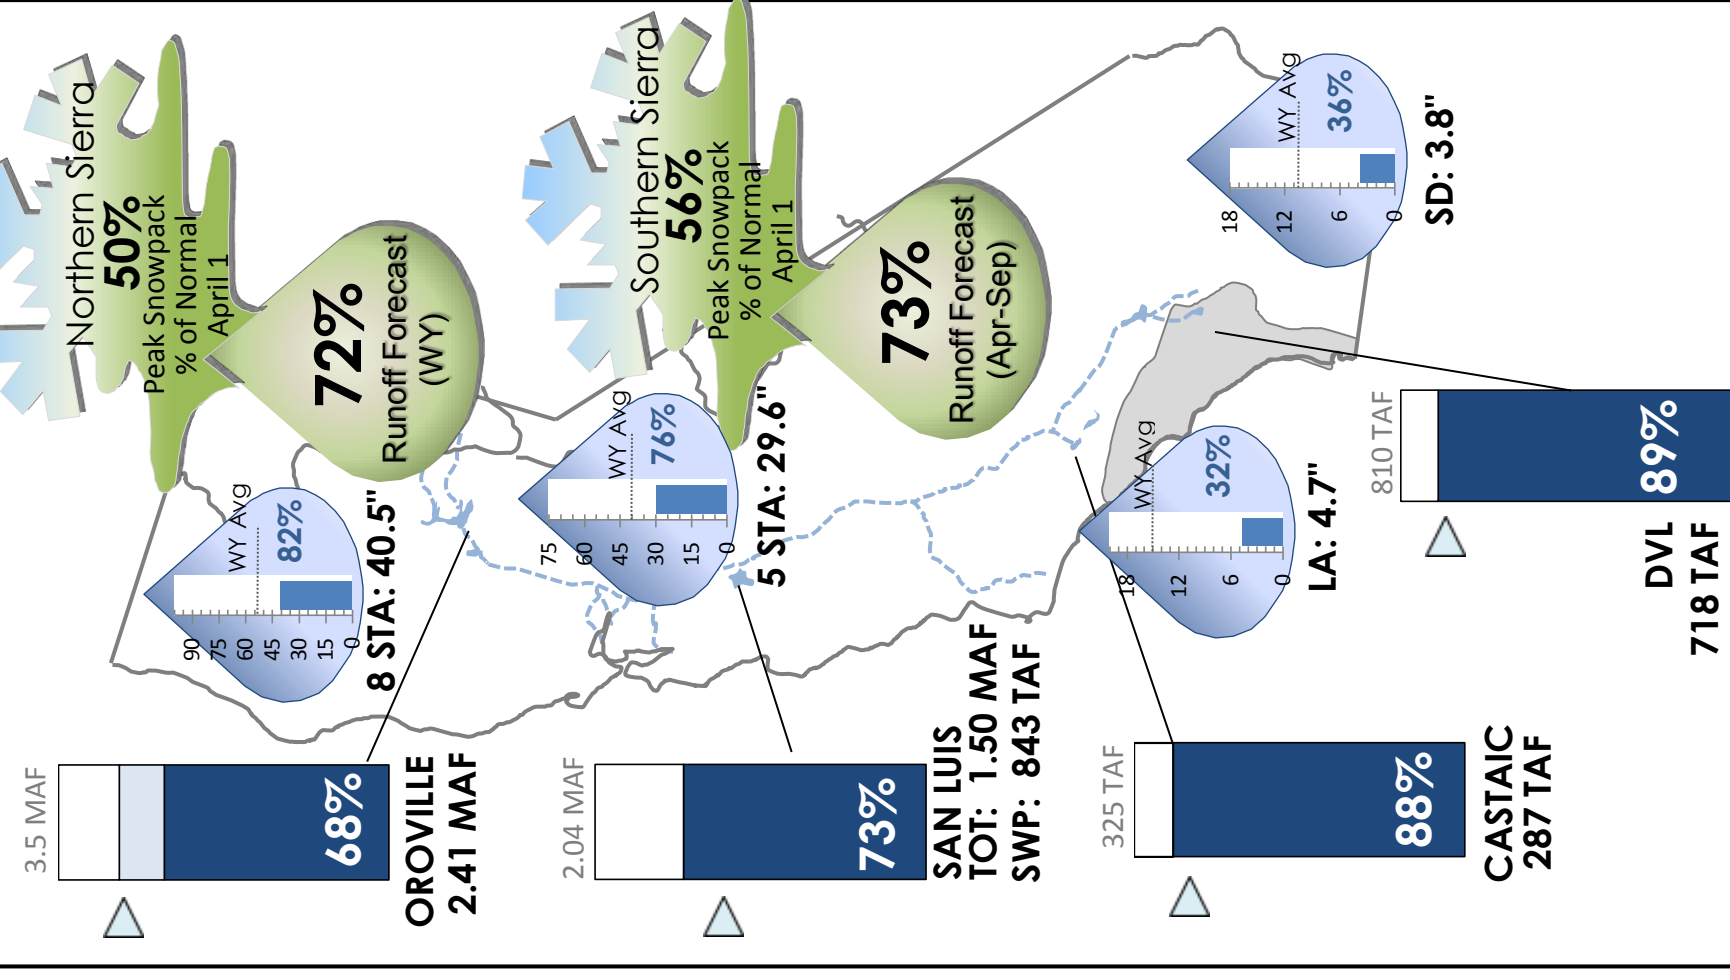 Northern Sierra
50%
Peak Snowpack
% of Normal
April 1
72%
Runoff Forecast
(WY)
WY Avg
82%
90
75
60
45
30
15
0
8 STA: 40.5"
3.5 MAF
68%
OROVILLE
2.41 MAF
Southern Sierra
56%
Peak Snowpack
% of Normal
April 1
73%
Runoff Forecast
(Apr-Sep)
WY Avg
76%
75
60
45
30
15
0
5 STA: 29.6"
2.04 MAF
73%
SAN LUIS
TOT: 1.50 MAF
SWP: 843 TAF
WY Avg
36%
18
12
6
0
SD: 3.8"
WY Avg
32%
18
12
6
0
LA: 4.7"
325 TAF
88%
CASTAIC
287 TAF
810 TAF
89%
DVL
718 TAF